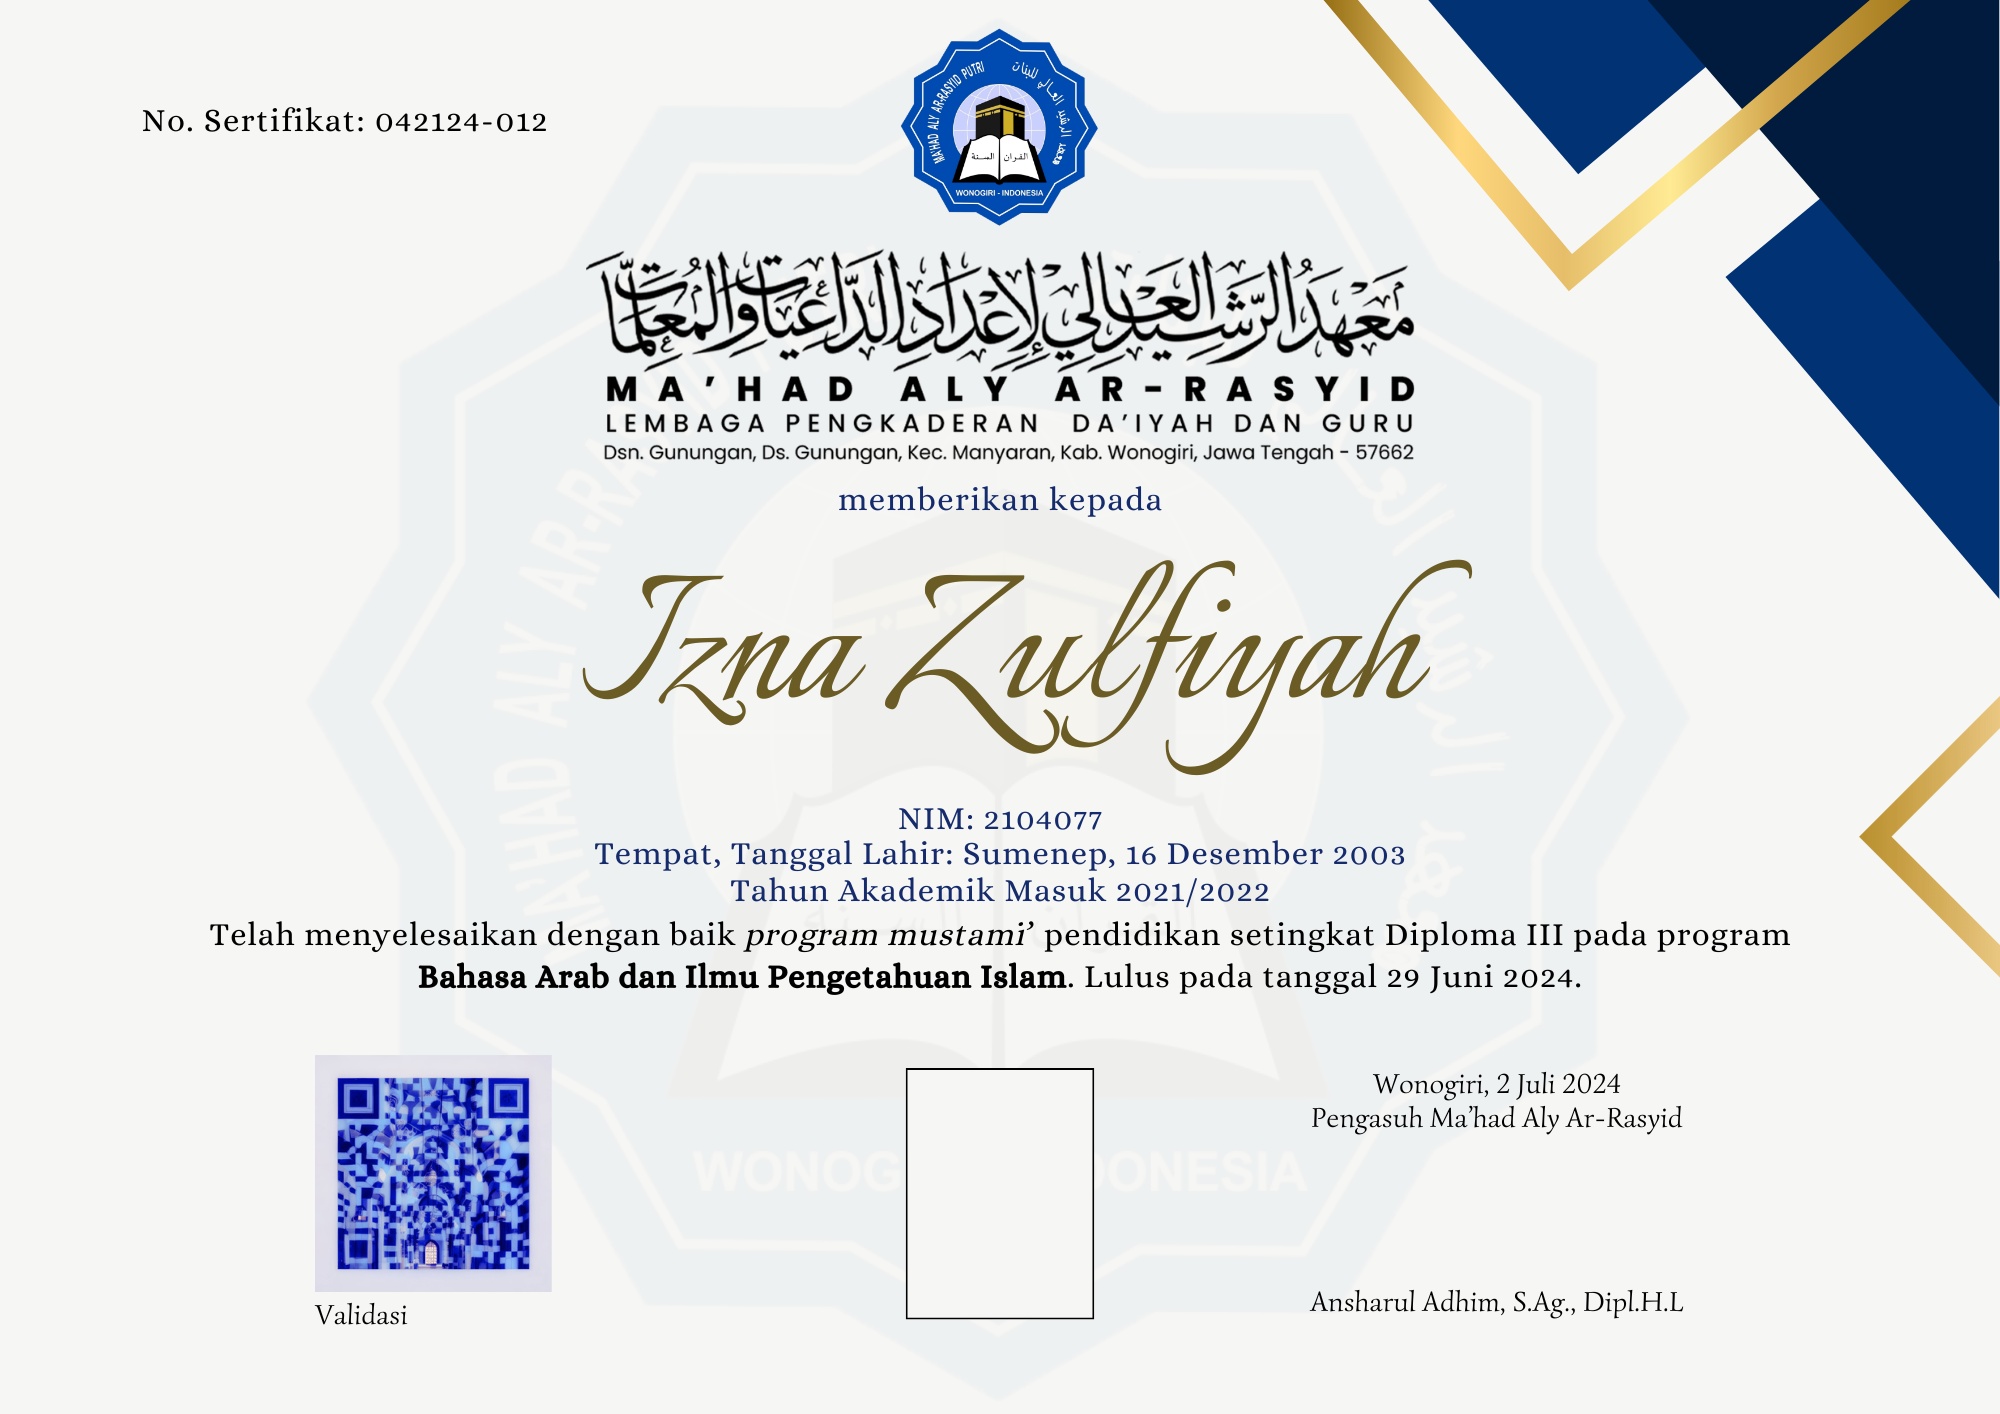 No. Sertifikat: 042124-012
MA'HAD ALY AR-RASYID PUTRI
معهد الرشيد العالي للبنات
القرآن السنة
WONOGIRI - INDONESIA
معهد الرشيد العالي لإعداد الداعيات والمعلمات
MA'HAD ALY AR-RASYID
LEMBAGA PENGKADERAN DA'IYAH DAN GURU
Dsn. Gunungan, Ds. Gunungan, Kec. Manyaran, Kab. Wonogiri, Jawa Tengah - 57662
memberikan kepada
Izna Zulfiyah
NIM: 2104077
Tempat, Tanggal Lahir: Sumenep, 16 Desember 2003
Tahun Akademik Masuk 2021/2022
Telah menyelesaikan dengan baik program mustami' pendidikan setingkat Diploma III pada program
Bahasa Arab dan Ilmu Pengetahuan Islam. Lulus pada tanggal 29 Juni 2024.
Wonogiri, 2 Juli 2024
Pengasuh Ma'had Aly Ar-Rasyid
Validasi
Ansharul Adhim, S.Ag., Dipl.H.L